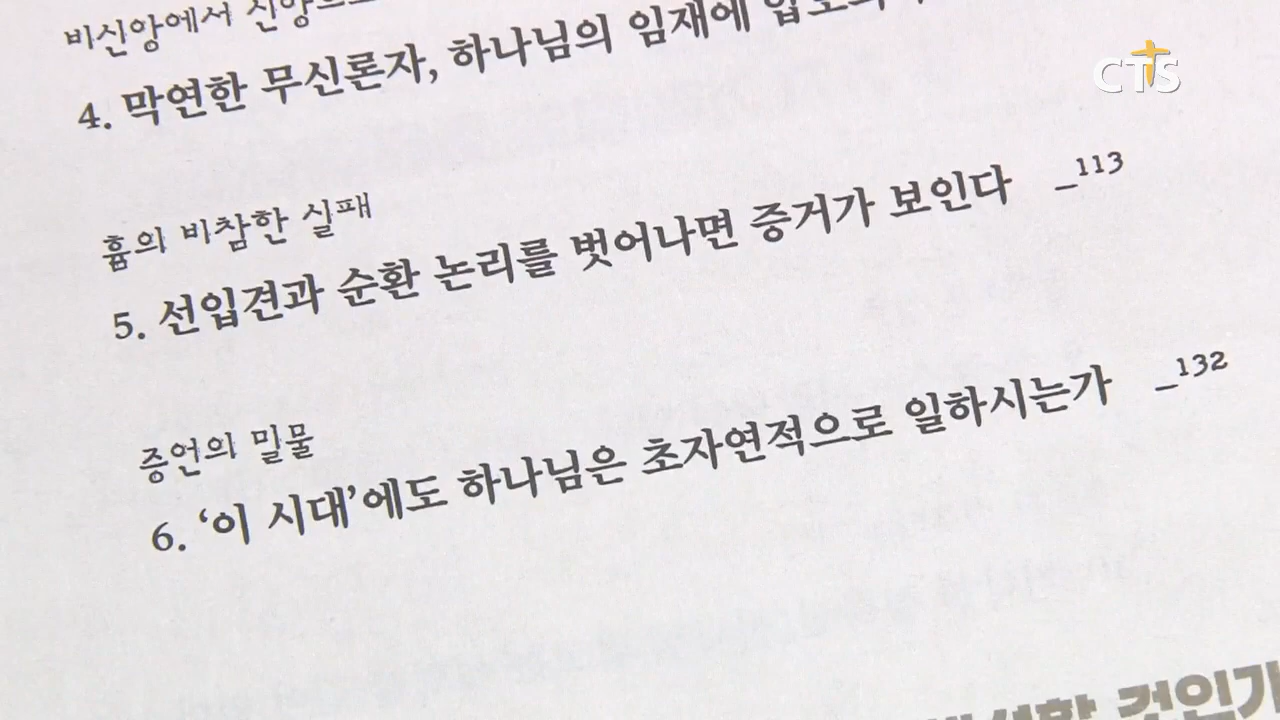 비신앙에서
4. 막연한 무신론자, 하나님의 임재에
CTS
흄의 비참한 실패
5. 선입견과 순환 논리를 벗어나면 증거가 보인다 _113
증언의 밀물
6. ‘이 시대’에도 하나님은 초자연적으로 일하시는가 _132
것인가